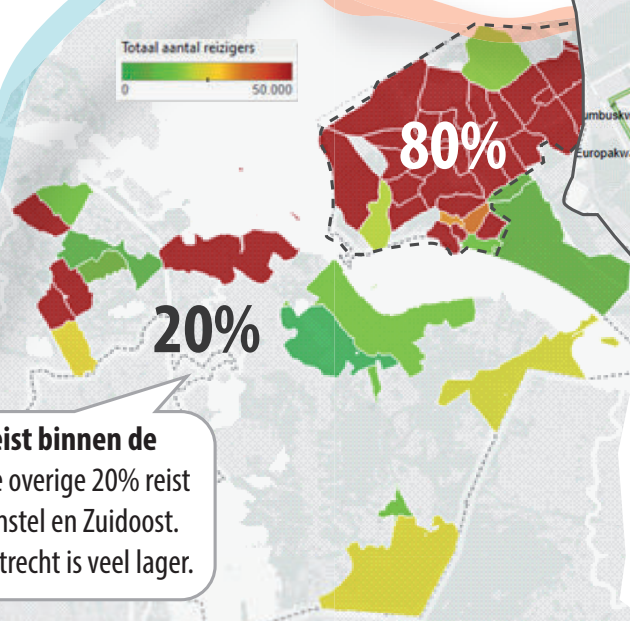 Totaal aantal reizigers
0 50.000
80%
Europakwa
20%
eist binnen de
e overige 20% reist
nstel en Zuidoost.
trecht is veel lager.